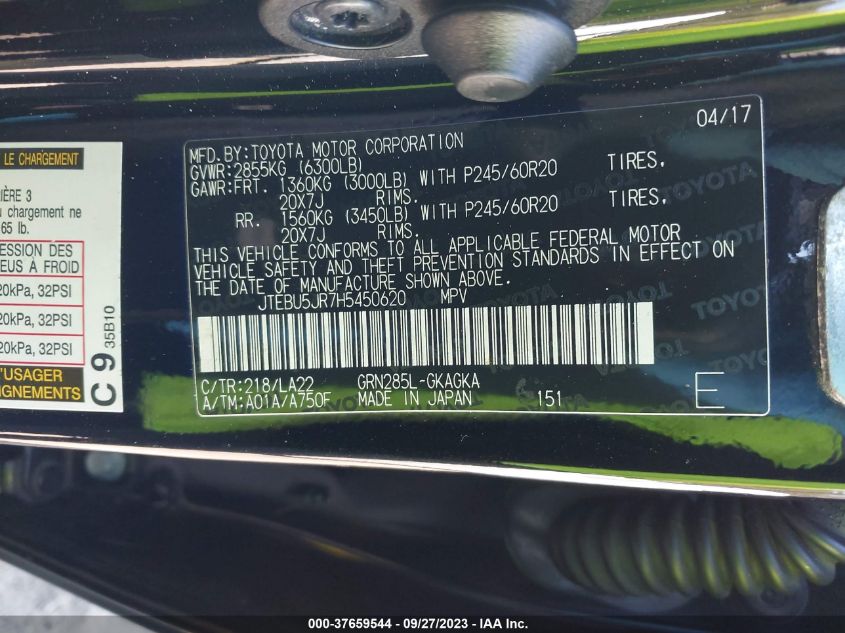 LE CHARGEMENT
IÈRE 3
u chargement ne
65 lb.
ESSION DES
EUS À FROID
20kPa, 32PSI
20kPa, 32PSI
20kPa, 32PSI
'USAGER
IGNEMENTS
C 9 35B10
04/17
MFD.BY:TOYOTA MOTOR CORPORATION
GVWR:2855KG (6300LB)
GAWR:FRT. 1360KG (3000LB) WITH P245/60R20 TIRES,
20X7J RIMS.
RR. 1560KG (3450LB) WITH P245/60R20 TIRES,
20X7J RIMS.
THIS VEHICLE CONFORMS TO ALL APPLICABLE FEDERAL MOTOR
VEHICLE SAFETY AND THEFT PREVENTION STANDARDS IN EFFECT ON
THE DATE OF MANUFACTURE SHOWN ABOVE.
JTEBU5JR7H5450620 MPV
C/TR:218/LA22 GRN285L-GKAGKA
A/TM:A01A/A750F MADE IN JAPAN 151 E
TOYOTA
000-37659544 - 09/27/2023 - IAA Inc.